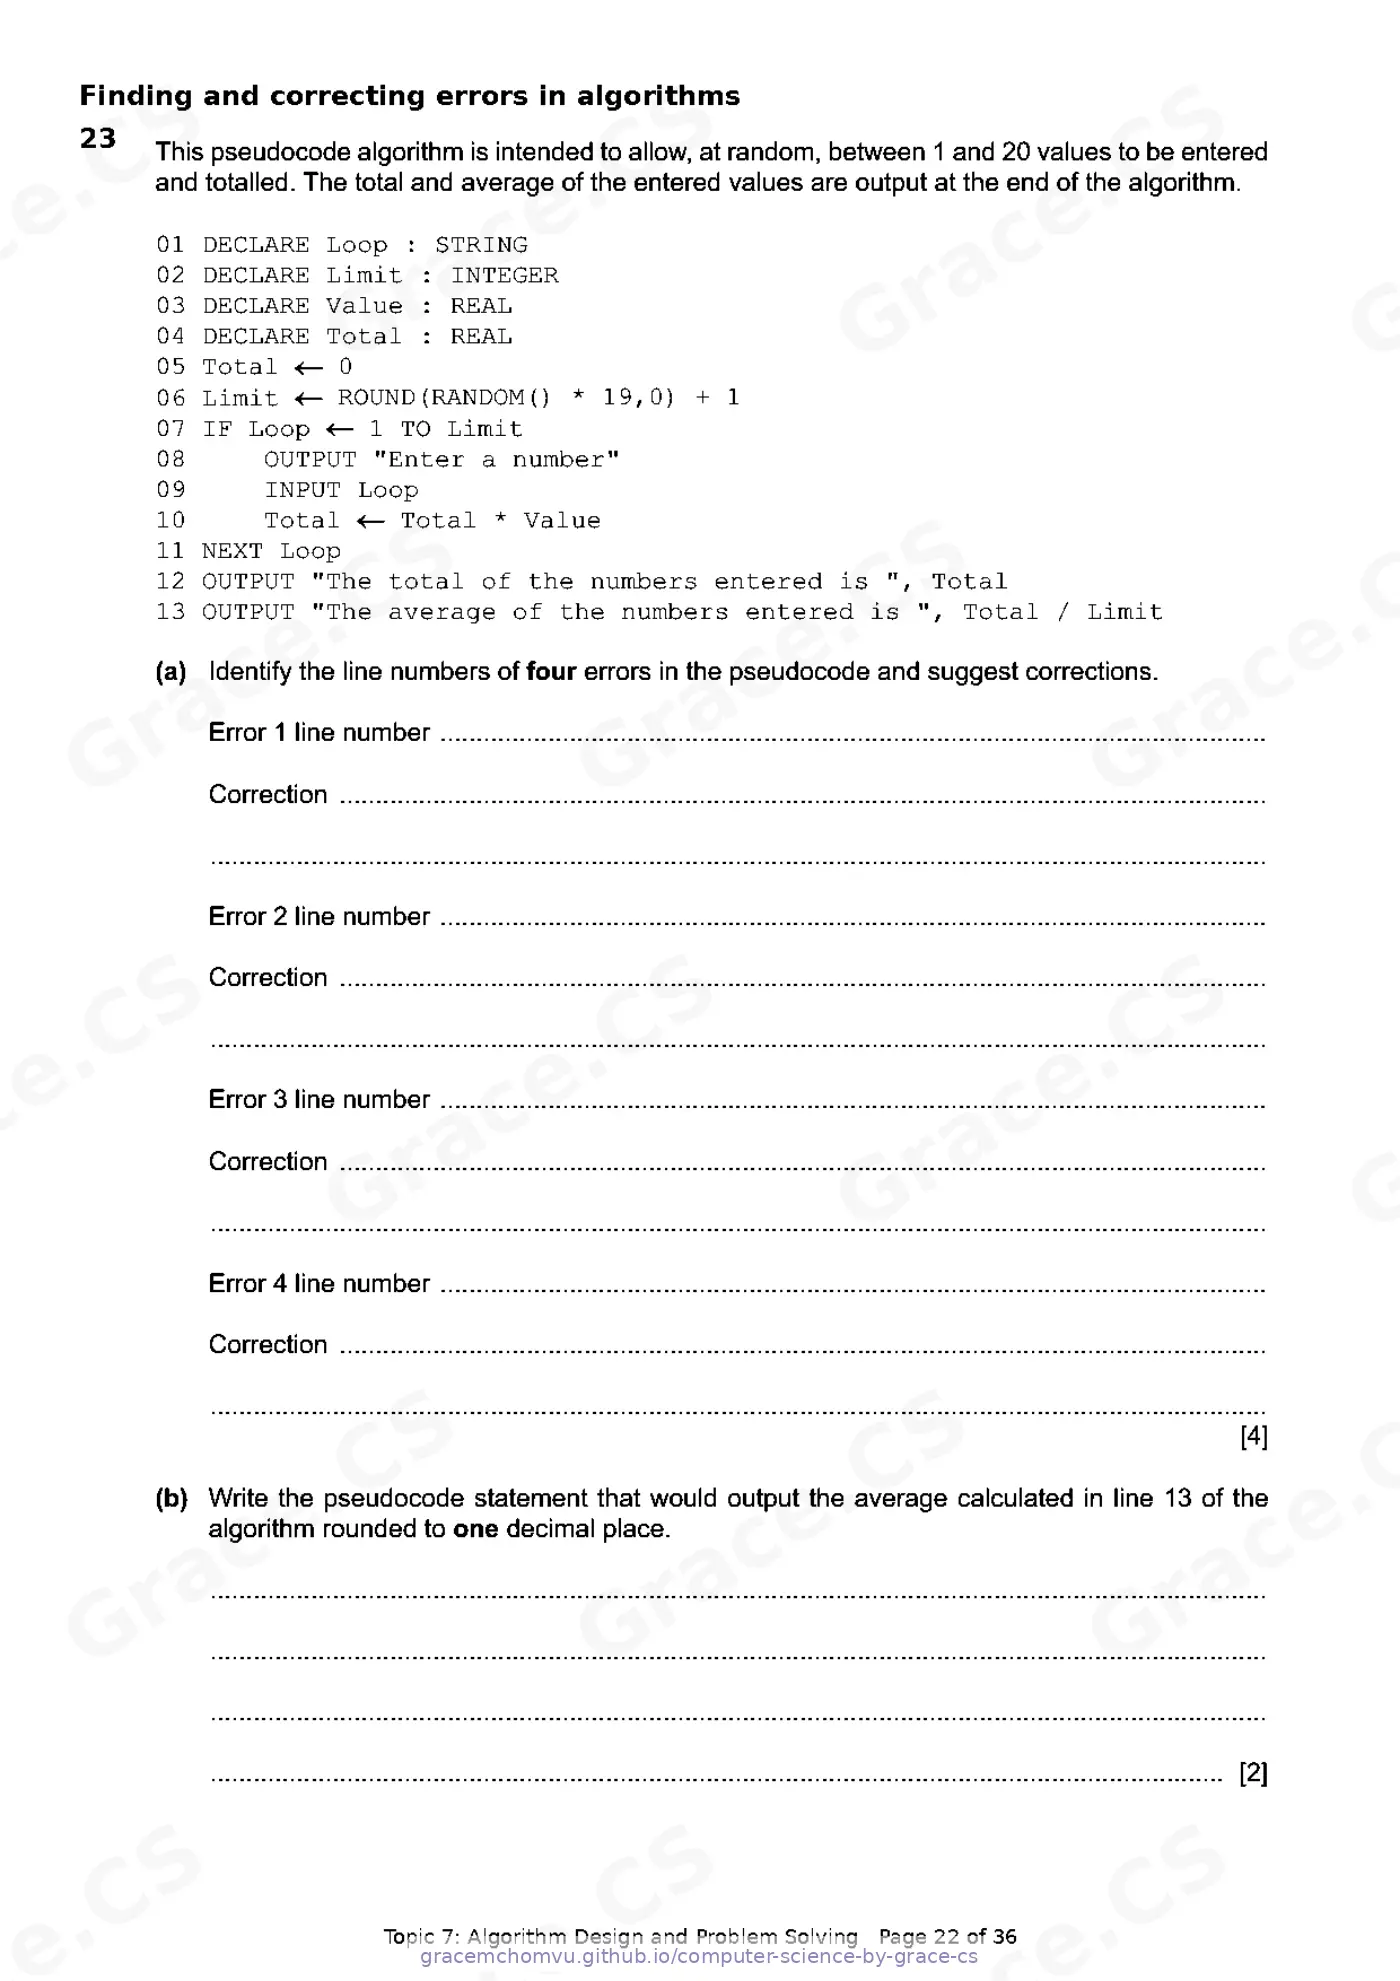 Finding and correcting errors in algorithms
23 This pseudocode algorithm is intended to allow, at random, between 1 and 20 values to be entered
and totalled. The total and average of the entered values are output at the end of the algorithm.
01 DECLARE Loop : STRING
02 DECLARE Limit : INTEGER
03 DECLARE Value : REAL
04 DECLARE Total : REAL
05 Total ← 0
06 Limit ← ROUND(RANDOM() * 19,0) + 1
07 IF Loop ← 1 TO Limit
08 OUTPUT "Enter a number"
09 INPUT Loop
10 Total ← Total * Value
11 NEXT Loop
12 OUTPUT "The total of the numbers entered is ", Total
13 OUTPUT "The average of the numbers entered is ", Total / Limit
(a) Identify the line numbers of four errors in the pseudocode and suggest corrections.
Error 1 line number
Correction
Error 2 line number
Correction
Error 3 line number
Correction
Error 4 line number
Correction
[4]
(b) Write the pseudocode statement that would output the average calculated in line 13 of the
algorithm rounded to one decimal place.
[2]
Topic 7: Algorithm Design and Problem Solving Page 22 of 36
gracemchomvu.github.io/computer-science-by-grace-cs